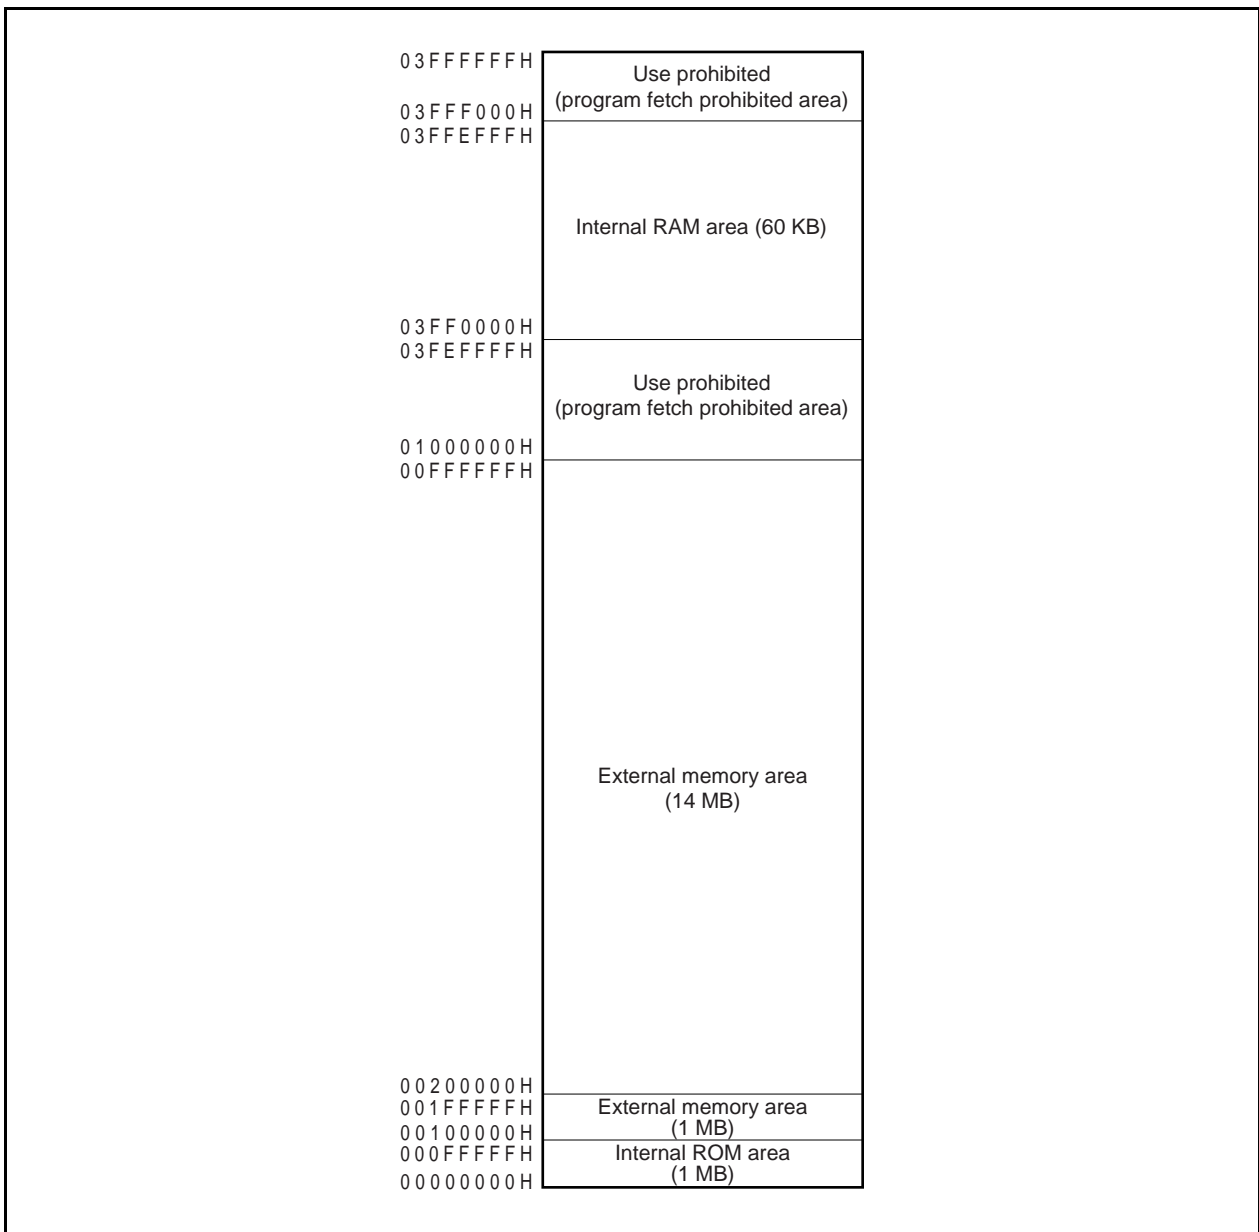 03FFFFFFH
Use prohibited
(program fetch prohibited area)
03FFF000H
03FFEFFFH
Internal RAM area (60 KB)
03FF0000H
03FEFFFFH
Use prohibited
(program fetch prohibited area)
01000000H
00FFFFFFH
External memory area
(14 MB)
00200000H
001FFFFFH
External memory area
(1 MB)
00100000H
000FFFFFH
Internal ROM area
(1 MB)
00000000H